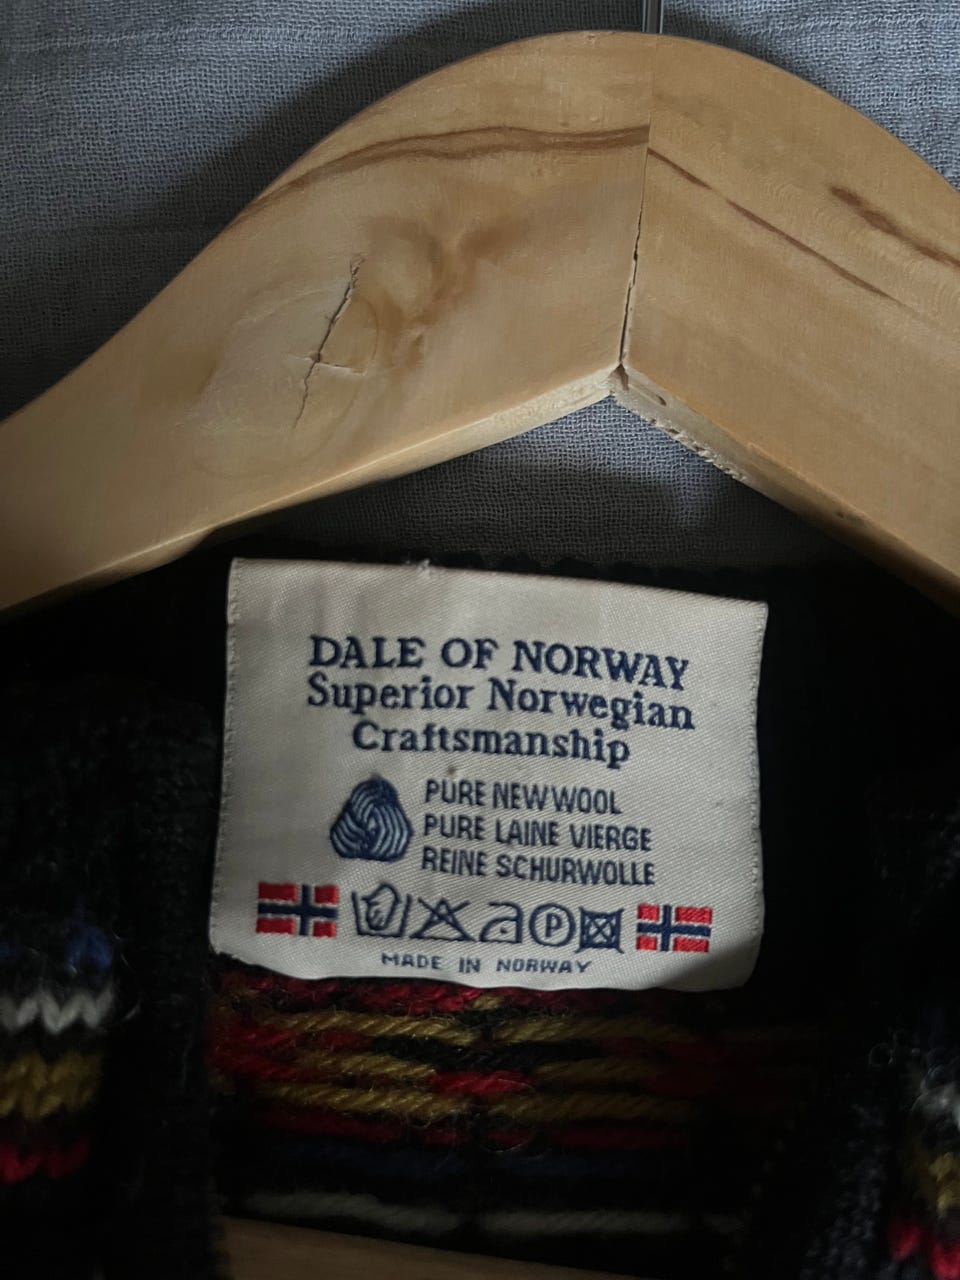 DALE OF NORWAY
Superior Norwegian
Craftsmanship
PURE NEW WOOL
PURE LAINE VIERGE
REINE SCHURWOLLE
P
MADE IN NORWAY